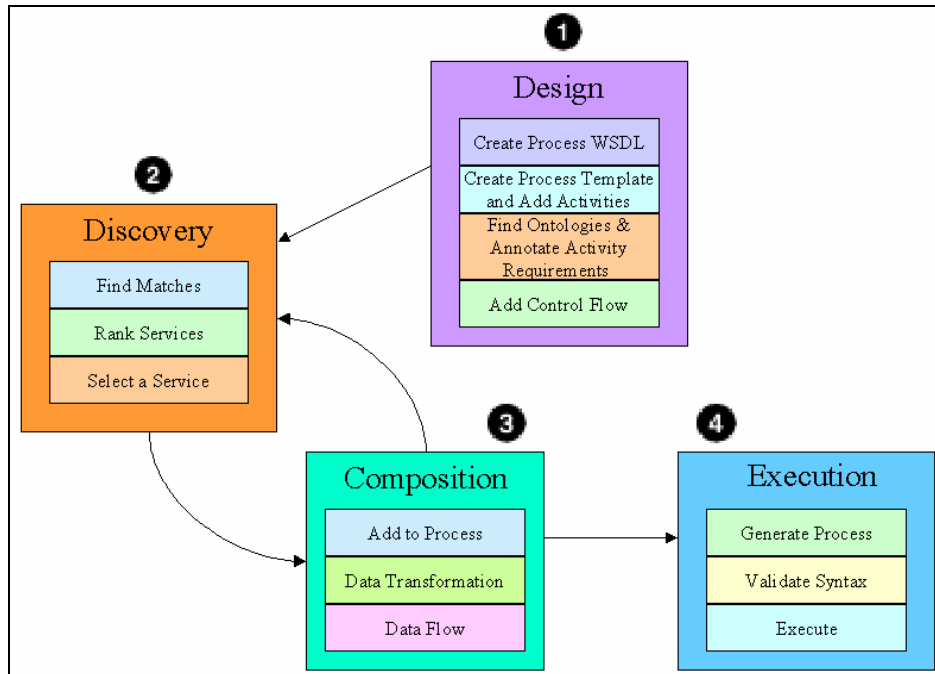 1
Design
Create Process WSDL
Create Process Template
and Add Activities
Find Ontologies &
Annotate Activity
Requirements
Add Control Flow
2
Discovery
Find Matches
Rank Services
Select a Service
3
Composition
Add to Process
Data Transformation
Data Flow
4
Execution
Generate Process
Validate Syntax
Execute